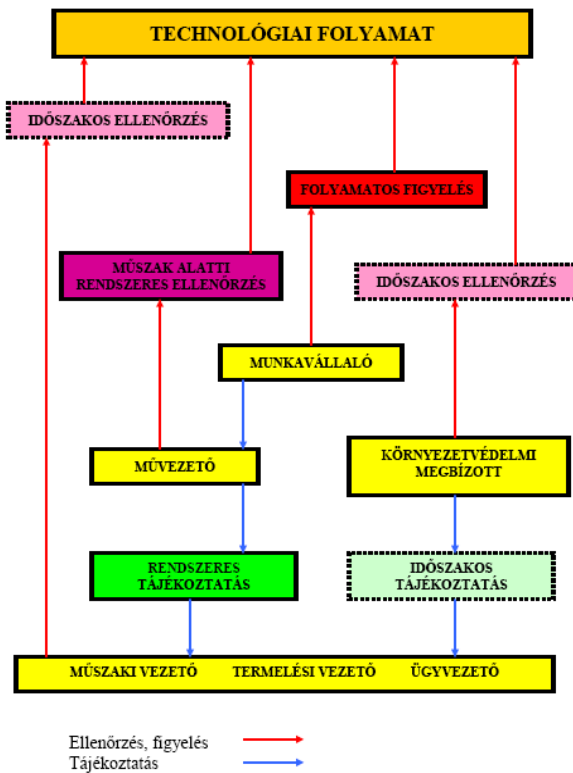 TECHNOLÓGIAI FOLYAMAT
IDŐSZAKOS ELLENŐRZÉS
FOLYAMATOS FIGYELÉS
MŰSZAK ALATTI
RENDSZERES ELLENŐRZÉS
IDŐSZAKOS ELLENŐRZÉS
MUNKAVÁLLALÓ
MŰVEZETŐ
KÖRNYEZETVÉDELMI
MEGBÍZOTT
RENDSZERES
TÁJÉKOZTATÁS
IDŐSZAKOS
TÁJÉKOZTATÁS
MŰSZAKI VEZETŐ TERMELÉSI VEZETŐ ÜGYVEZETŐ
Ellenőrzés, figyelés
Tájékoztatás